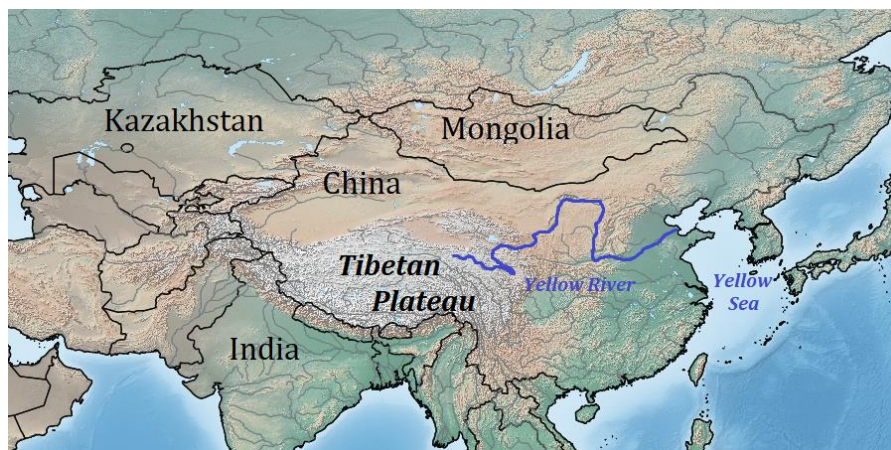 Kazakhstan
Mongolia
China
Tibetan
Plateau
Yellow River
Yellow
Sea
India